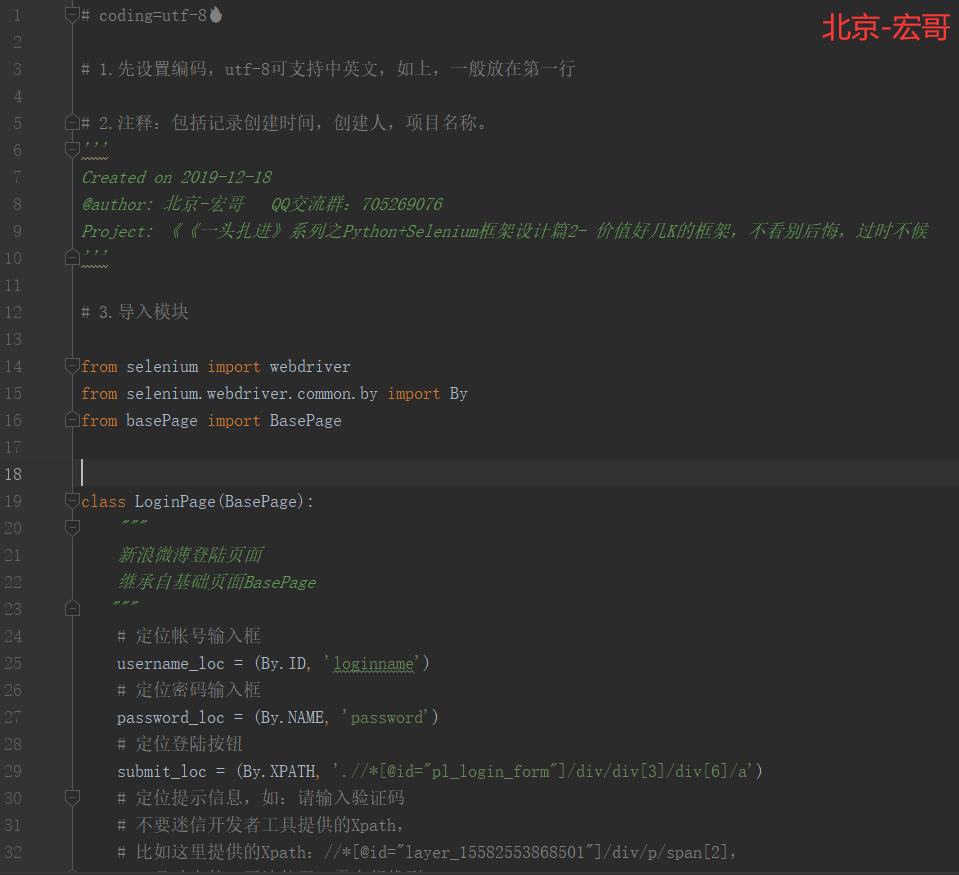 北京-宏哥
1 # coding=utf-8
2
3 # 1.先设置编码，utf-8可支持中英文，如上，一般放在第一行
4
5 # 2.注释：包括记录创建时间，创建人，项目名称。
6 '''
7 Created on 2019-12-18
8 @author: 北京-宏哥   QQ交流群：705269076
9 Project: 《《一头扎进》系列之Python+Selenium框架设计篇2- 价值好几K的框架，不看别后悔，过时不候
10 '''
11
12 # 3.导入模块
13
14 from selenium import webdriver
15 from selenium.webdriver.common.by import By
16 from basePage import BasePage
17
18
19 class LoginPage(BasePage):
20     """
21     新浪微薄登陆页面
22     继承自基础页面BasePage
23     """
24     # 定位帐号输入框
25     username_loc = (By.ID, 'loginname')
26     # 定位密码输入框
27     password_loc = (By.NAME, 'password')
28     # 定位登陆按钮
29     submit_loc = (By.XPATH, './/*[@id="pl_login_form"]/div/div[3]/div[6]/a')
30     # 定位提示信息，如：请输入验证码
31     # 不要迷信开发者工具提供的Xpath，
32     # 比如这里提供的Xpath：//*[@id="layer_15582553868501"]/div/p/span[2]，